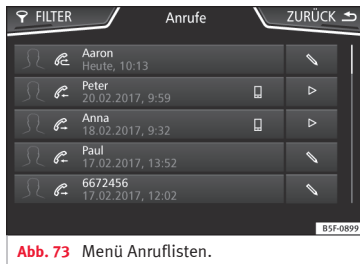 FILTER Anrufe ZURÜCK
Aaron
Heute, 10:13
Peter
20.02.2017, 9:59
Anna
18.02.2017, 9:32
Paul
17.02.2017, 13:52
6672456
17.02.2017, 12:02
B5F-0899
Abb. 73 Menü Anruflisten.